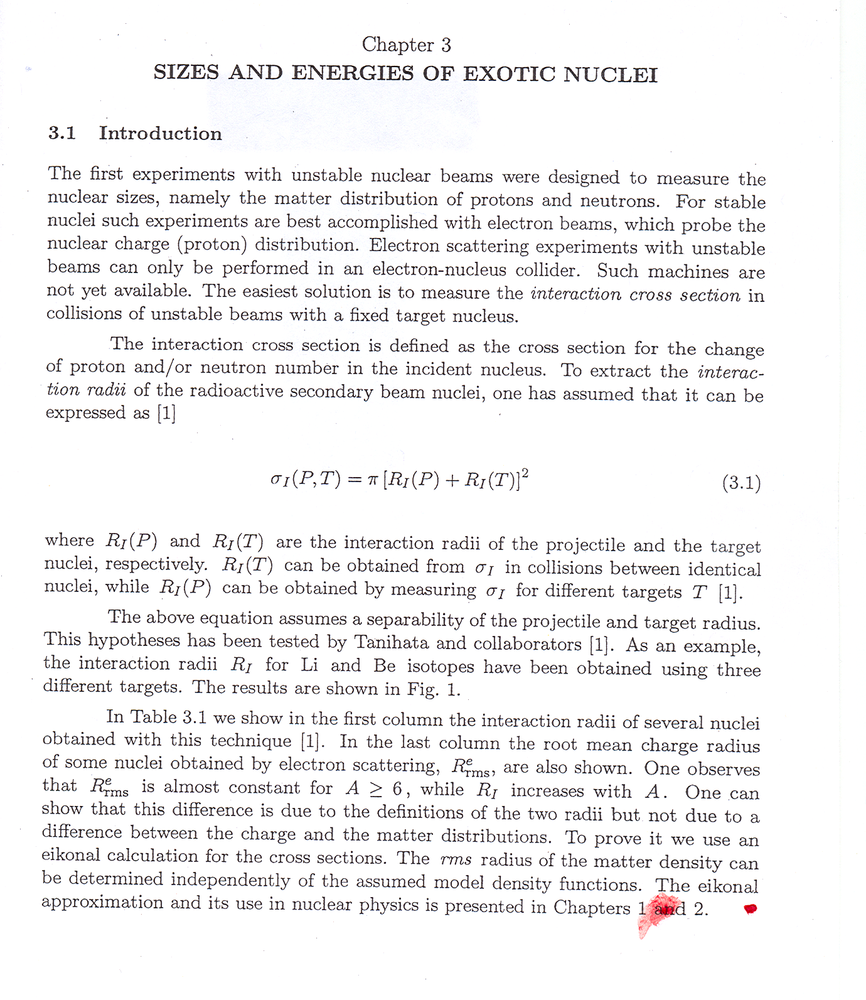 Chapter 3
SIZES AND ENERGIES OF EXOTIC NUCLEI
3.1 Introduction
The first experiments with unstable nuclear beams were designed to measure the
nuclear sizes, namely the matter distribution of protons and neutrons. For stable
nuclei such experiments are best accomplished with electron beams, which probe the
nuclear charge (proton) distribution. Electron scattering experiments with unstable
beams can only be performed in an electron-nucleus collider. Such machines are
not yet available. The easiest solution is to measure the interaction cross section in
collisions of unstable beams with a fixed target nucleus.
The interaction cross section is defined as the cross section for the change
of proton and/or neutron number in the incident nucleus. To extract the interac-
tion radii of the radioactive secondary beam nuclei, one has assumed that it can be
expressed as [1]
σ_I(P,T) = π [R_I(P) + R_I(T)]² (3.1)
where R_I(P) and R_I(T) are the interaction radii of the projectile and the target
nuclei, respectively. R_I(T) can be obtained from σ_I in collisions between identical
nuclei, while R_I(P) can be obtained by measuring σ_I for different targets T [1].
The above equation assumes a separability of the projectile and target radius.
This hypotheses has been tested by Tanihata and collaborators [1]. As an example,
the interaction radii R_I for Li and Be isotopes have been obtained using three
different targets. The results are shown in Fig. 1.
In Table 3.1 we show in the first column the interaction radii of several nuclei
obtained with this technique [1]. In the last column the root mean charge radius
of some nuclei obtained by electron scattering, R^e_rms, are also shown. One observes
that R^e_rms is almost constant for A ≥ 6, while R_I increases with A. One can
show that this difference is due to the definitions of the two radii but not due to a
difference between the charge and the matter distributions. To prove it we use an
eikonal calculation for the cross sections. The rms radius of the matter density can
be determined independently of the assumed model density functions. The eikonal
approximation and its use in nuclear physics is presented in Chapters 1 and 2.